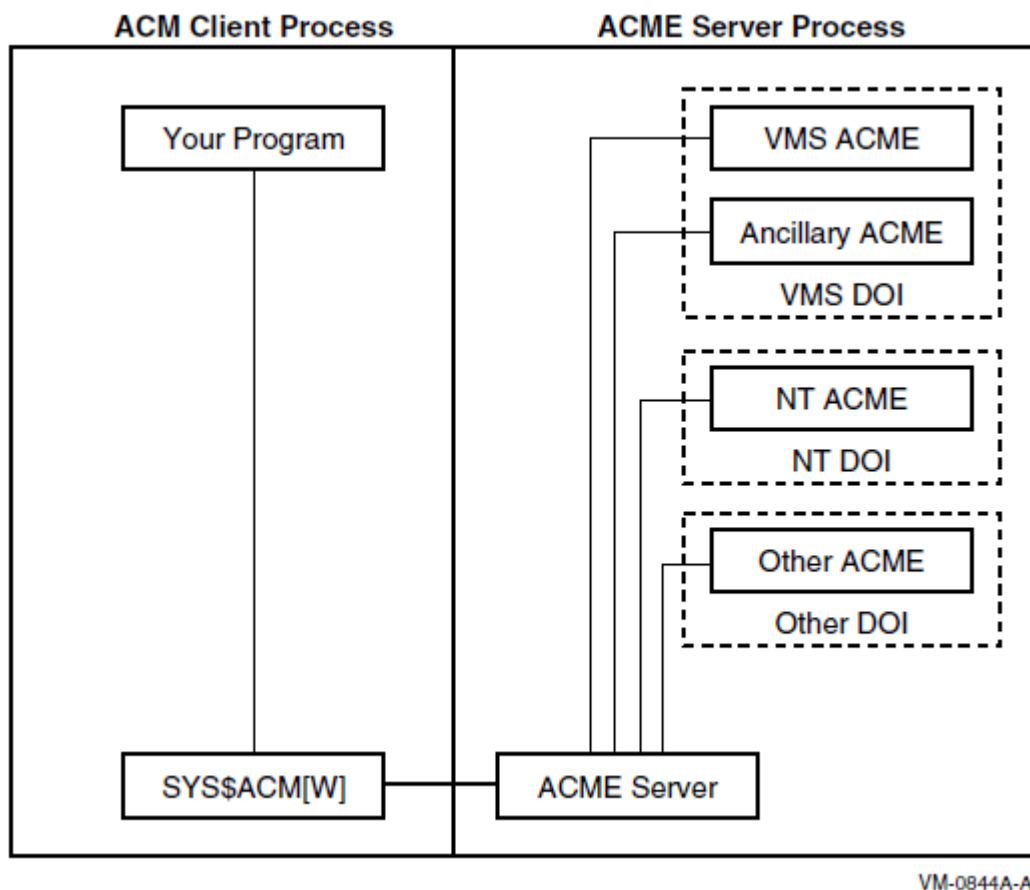 ACM Client Process
ACME Server Process
Your Program
VMS ACME
Ancillary ACME
VMS DOI
NT ACME
NT DOI
Other ACME
Other DOI
SYS$ACM[W]
ACME Server
VM-0844A-A